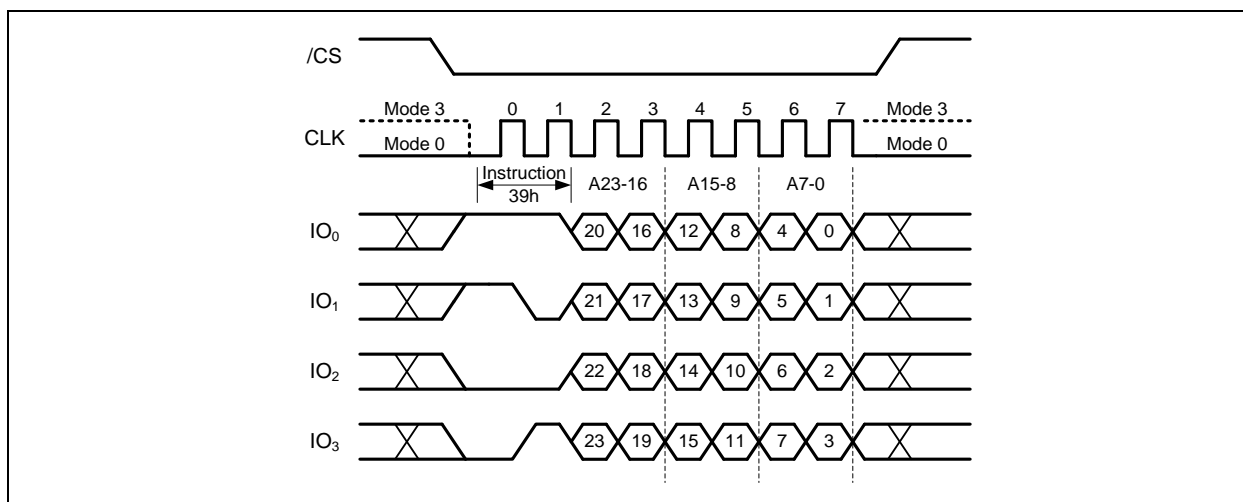 /CS
Mode 3 0 1 2 3 4 5 6 7 Mode 3
CLK
Mode 0 Mode 0
Instruction A23-16 A15-8 A7-0
39h
IO₀ 20 16 12 8 4 0
IO₁ 21 17 13 9 5 1
IO₂ 22 18 14 10 6 2
IO₃ 23 19 15 11 7 3